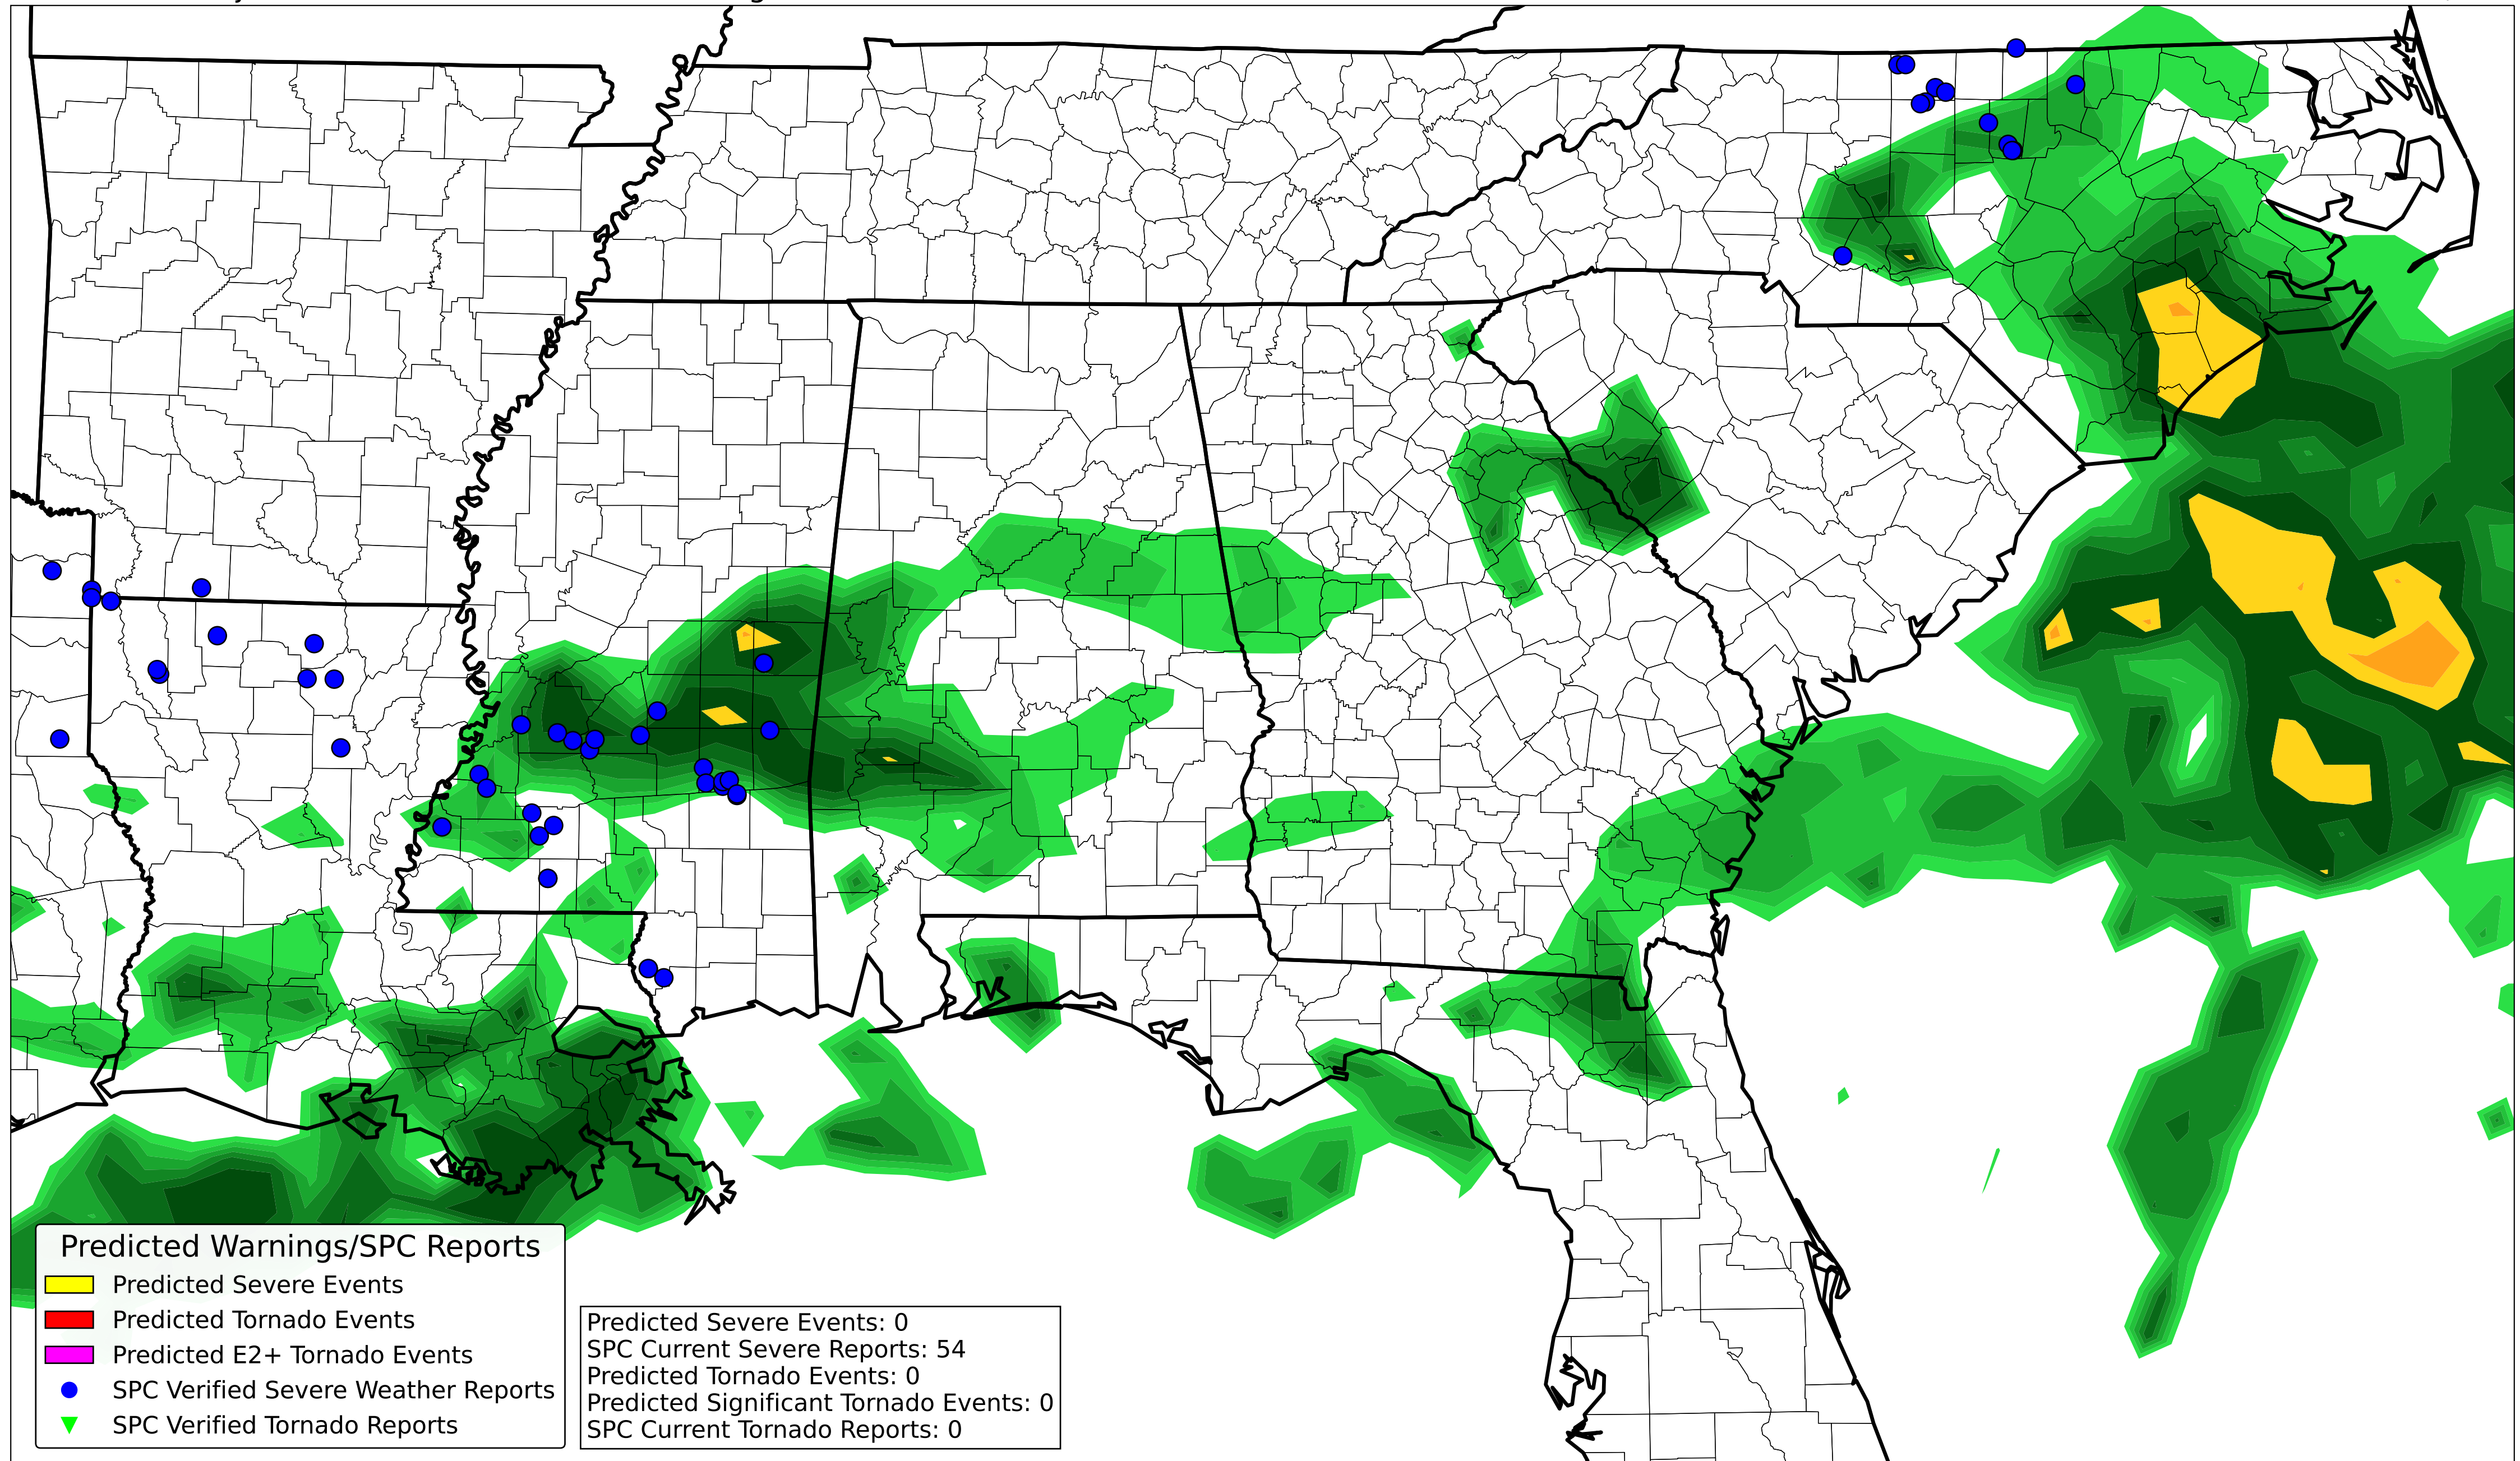 Predicted Warnings/SPC Reports
Predicted Severe Events
Predicted Tornado Events
Predicted E2+ Tornado Events
SPC Verified Severe Weather Reports
SPC Verified Tornado Reports
Predicted Severe Events: 0
SPC Current Severe Reports: 54
Predicted Tornado Events: 0
Predicted Significant Tornado Events: 0
SPC Current Tornado Reports: 0